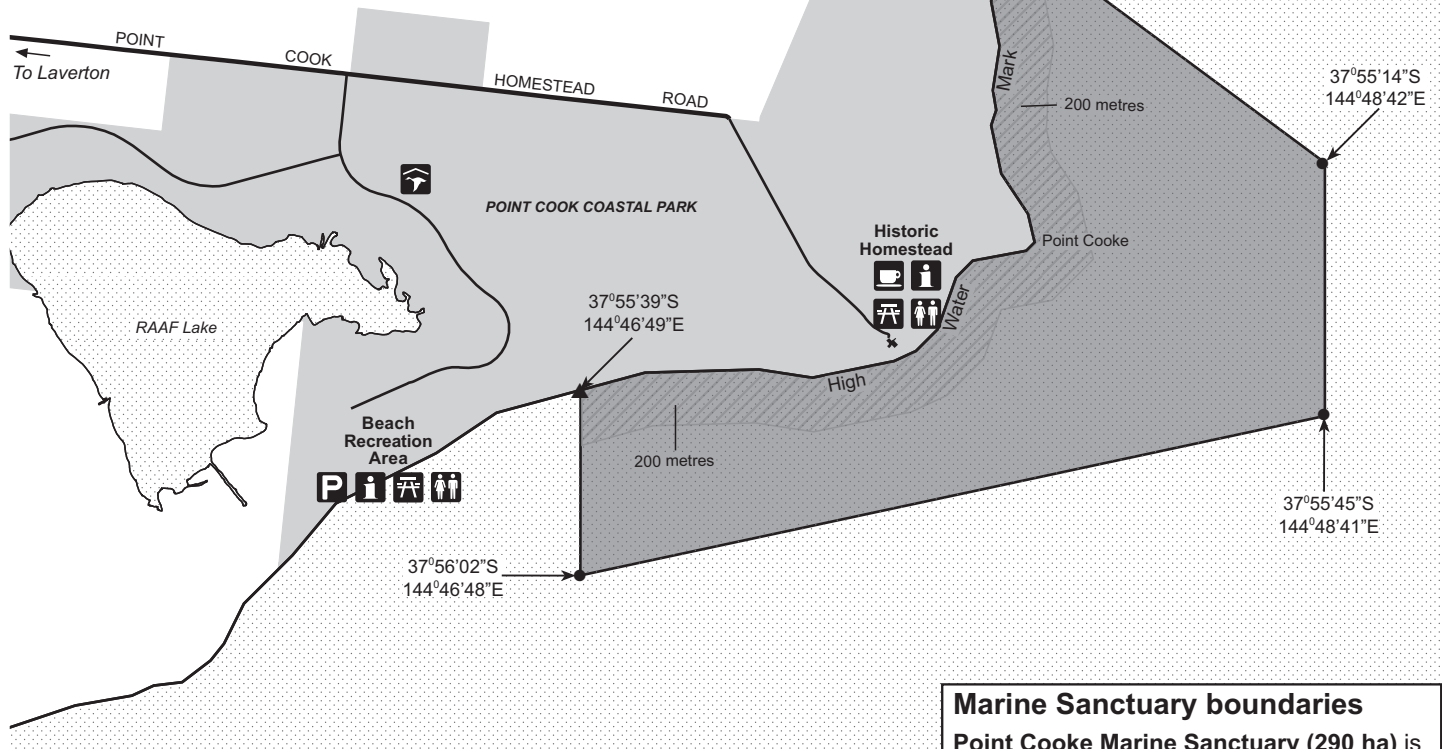 POINT COOK HOMESTEAD ROAD
To Laverton
Mark
200 metres
37⁰55’14”S
144⁰48’42”E
POINT COOK COASTAL PARK
Historic
Homestead
i
Point Cooke
Water
37⁰55’39”S
144⁰46’49”E
RAAF Lake
High
Beach
Recreation
Area
P i
200 metres
37⁰55’45”S
144⁰48’41”E
37⁰56’02”S
144⁰46’48”E
Marine Sanctuary boundaries
Point Cooke Marine Sanctuary (290 ha) is